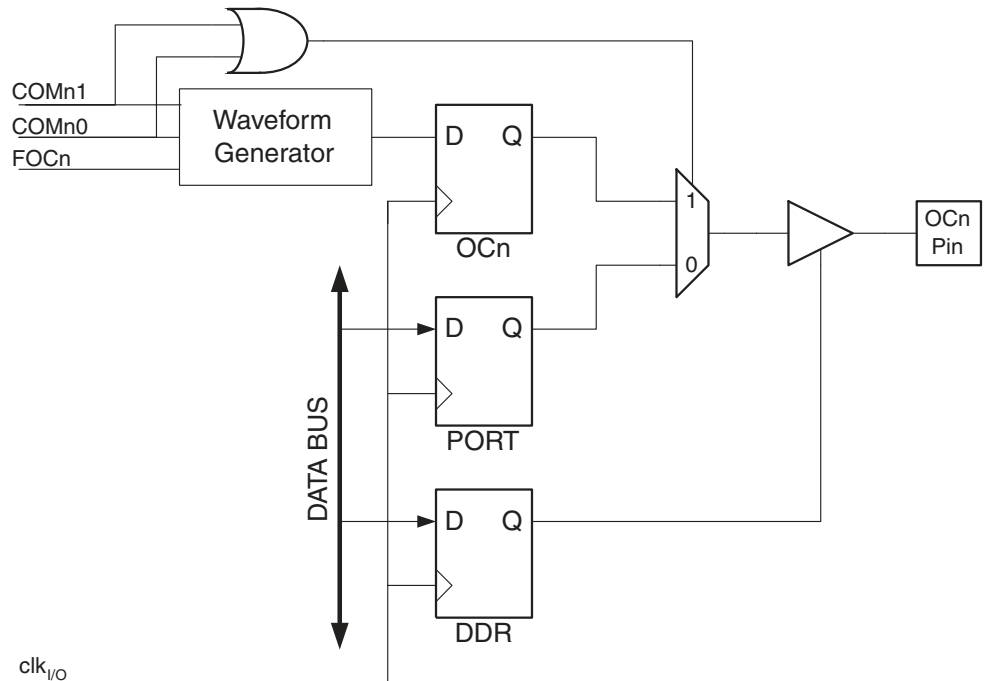 COMn1
COMn0
FOCn
Waveform
Generator
D Q
OCn
1
0
OCn
Pin
DATA BUS
D Q
PORT
D Q
DDR
clkI/O